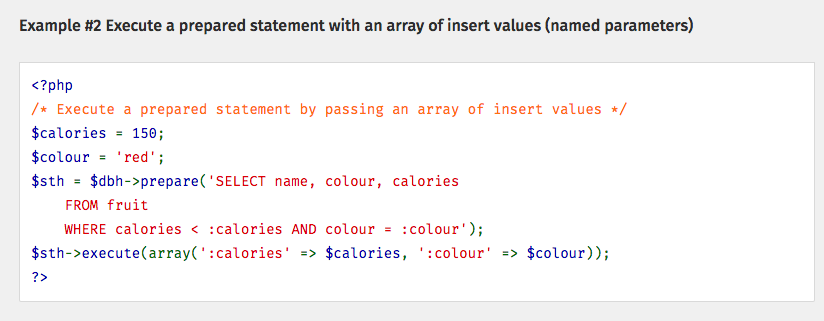 Example #2 Execute a prepared statement with an array of insert values (named parameters)
<?php
/* Execute a prepared statement by passing an array of insert values */
$calories = 150;
$colour = 'red';
$sth = $dbh->prepare('SELECT name, colour, calories
    FROM fruit
    WHERE calories < :calories AND colour = :colour');
$sth->execute(array(':calories' => $calories, ':colour' => $colour));
?>